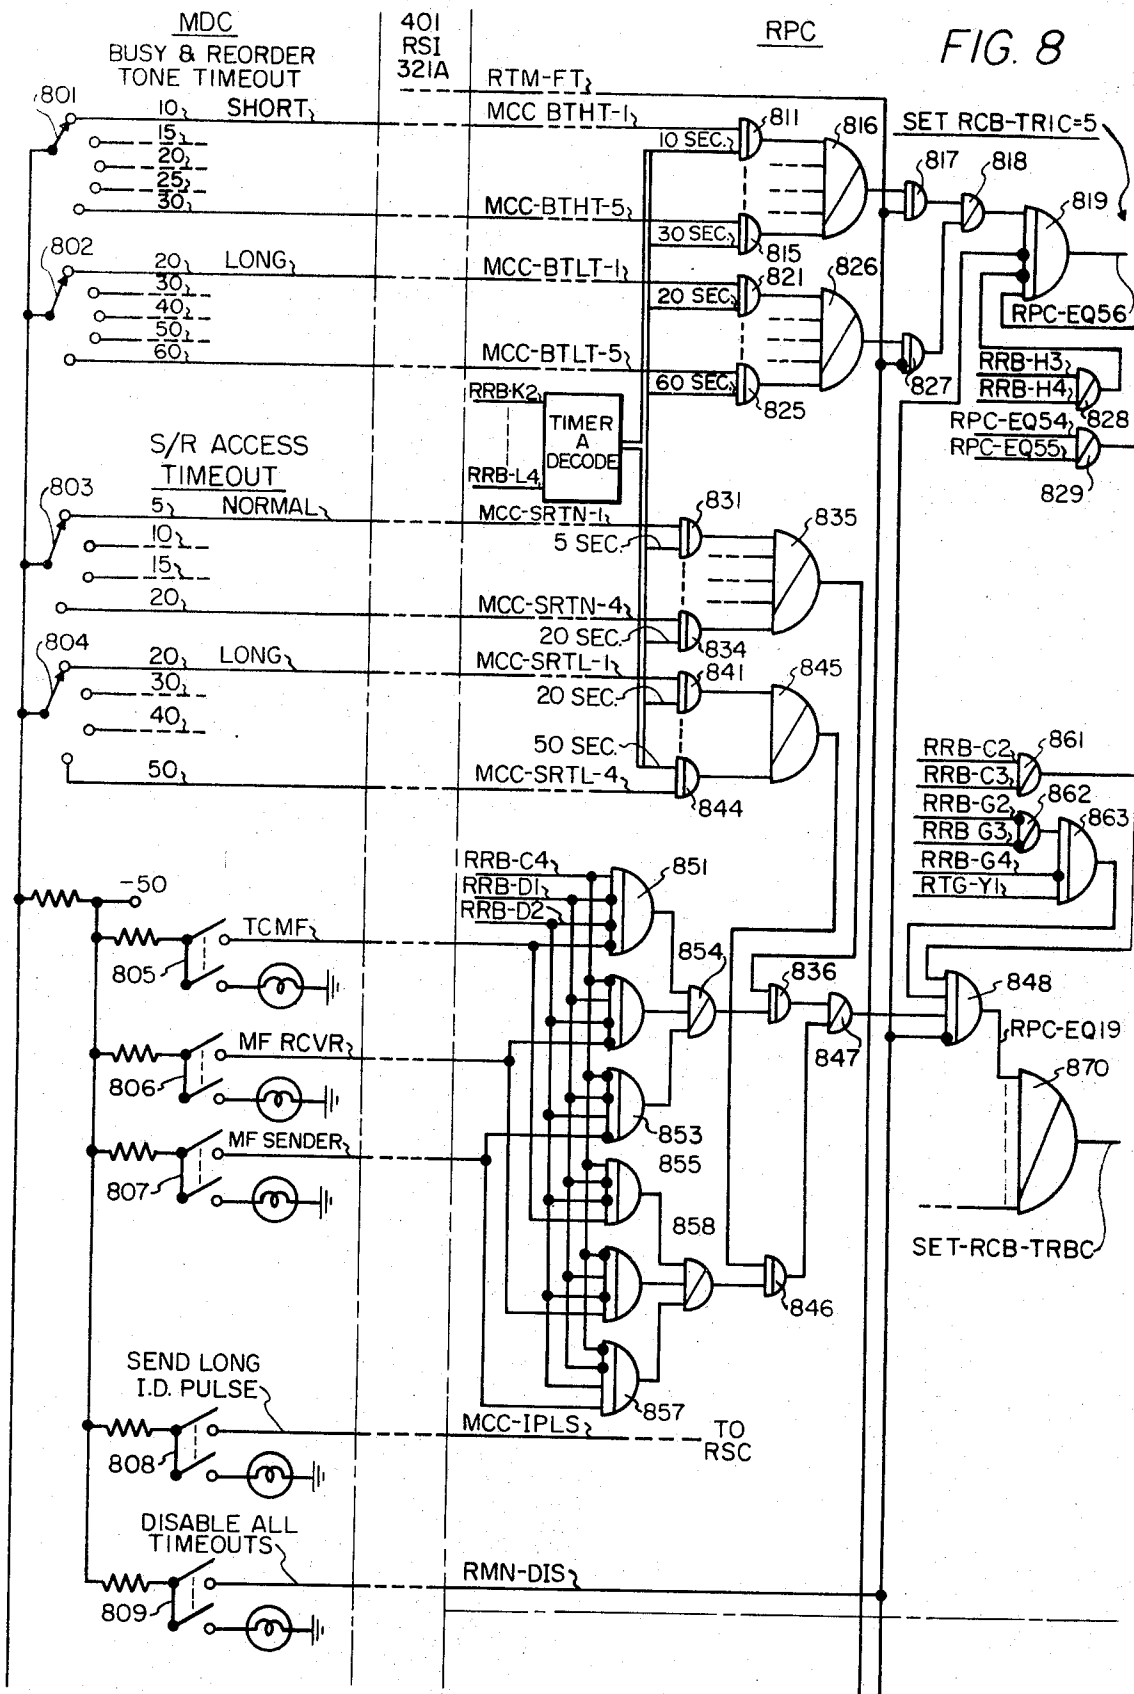 MDC
401
RSI
321A
RPC
FIG. 8
BUSY & REORDER
TONE TIMEOUT
RTM-FT
801
10 SHORT
MCC BTHT-1
811
816
SET RCB-TRIC=5
15
20
25
30
10 SEC.
817
818
819
MCC-BTHT-5
30 SEC.
815
802
20 LONG
MCC-BTLT-1
821
826
30
40
50
60
20 SEC.
RPC-EQ56
MCC-BTLT-5
60 SEC.
825
827
RRB-H3
RRB-H4
828
RRB-K2
TIMER
A
DECODE
RRB-L4
RPC-EQ54
RPC-EQ55
829
S/R ACCESS
TIMEOUT
803
5 NORMAL
MCC-SRTN-1
831
835
10
15
20
5 SEC.
MCC-SRTN-4
20 SEC.
834
804
20 LONG
MCC-SRTL-1
841
845
30
40
50
20 SEC.
50 SEC.
MCC-SRTL-4
844
RRB-C2
RRB-C3
861
RRB-G2
RRB G3
862
863
RRB-G4
RTG-Y1
-50
RRB-C4
RRB-D1
RRB-D2
851
TCMF
805
854
836
848
MF RCVR
806
847
RPC-EQ19
870
853
MF SENDER
807
855
858
SET-RCB-TRBC
846
SEND LONG
I.D. PULSE
857
MCC-IPLS
TO
RSC
808
DISABLE ALL
TIMEOUTS
RMN-DIS
809